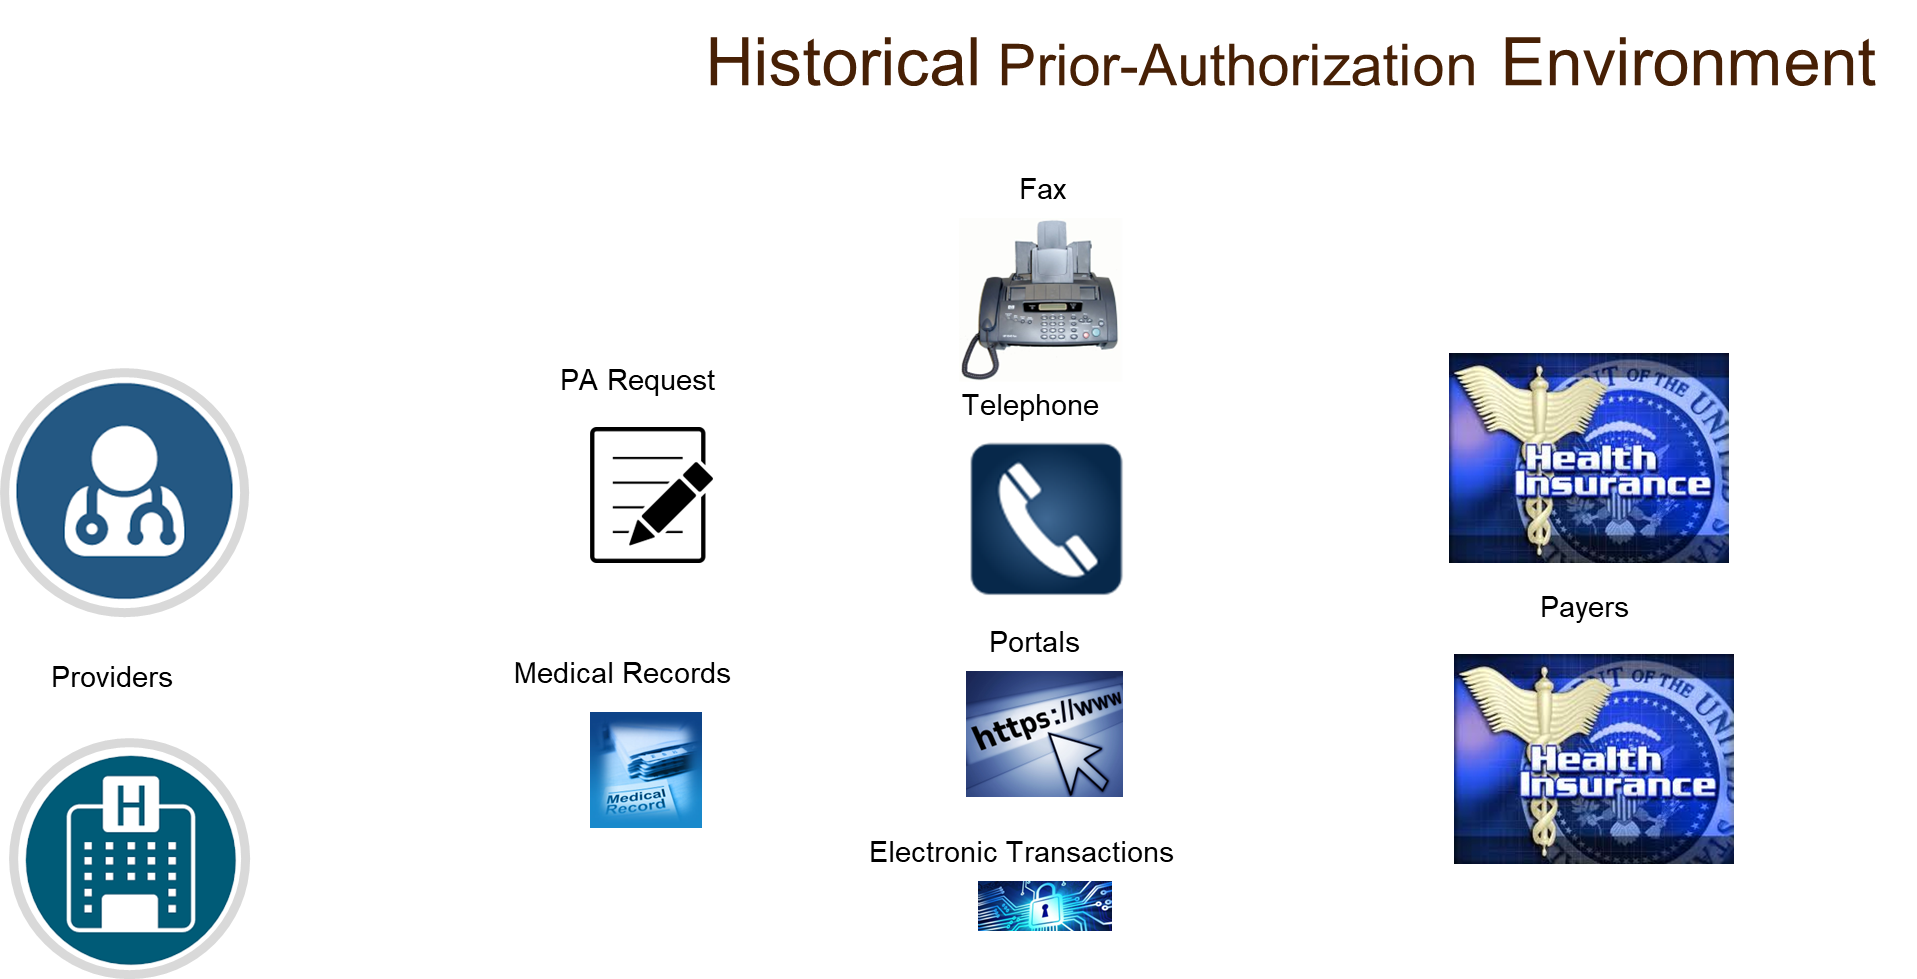 Historical Prior-Authorization Environment
Fax
Telephone
PA Request
Health
Insurance
Payers
Portals
https://www
Medical Records
Medical
Record
Providers
H
Health
Insurance
Electronic Transactions